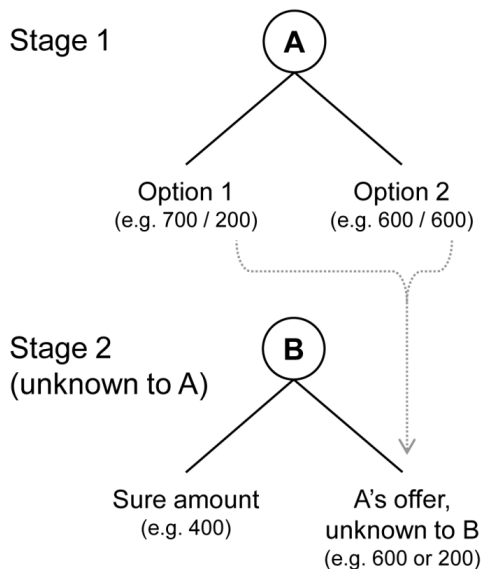 Stage 1
A
Option 1
(e.g. 700 / 200)
Option 2
(e.g. 600 / 600)
Stage 2
(unknown to A)
B
Sure amount
(e.g. 400)
A's offer,
unknown to B
(e.g. 600 or 200)